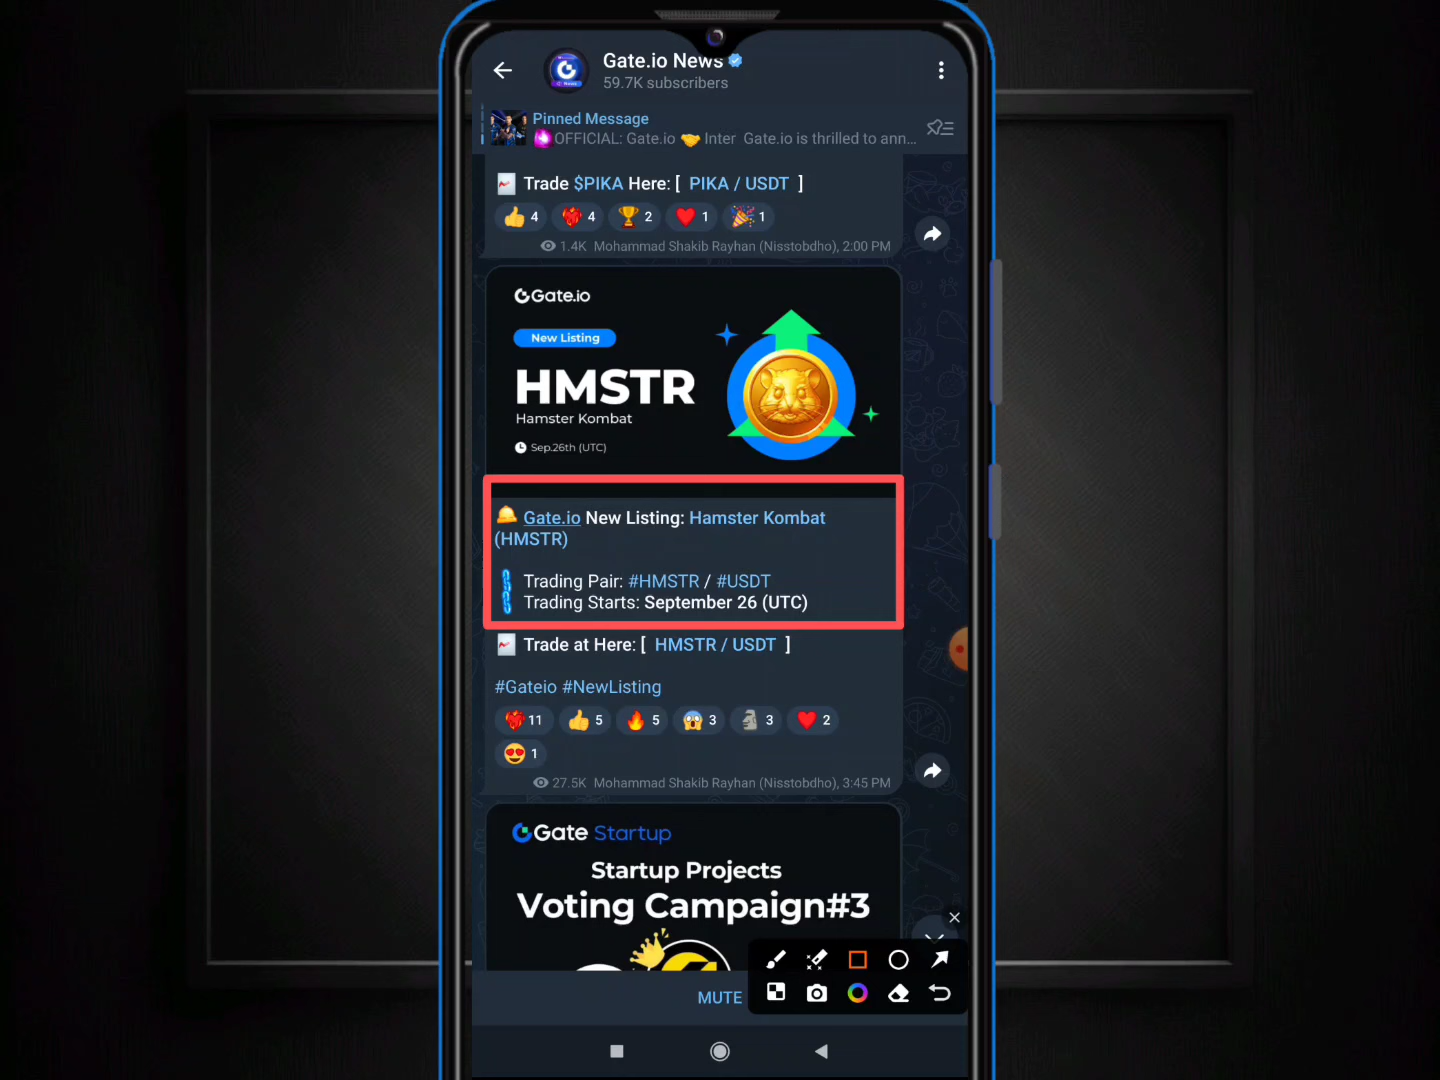 Gate.io News
59.7K subscribers
Pinned Message
OFFICIAL: Gate.io 🤝 Inter Gate.io is thrilled to ann...
Trade $PIKA Here: [ PIKA / USDT ]
4 4 2 1 1
1.4K Mohammad Shakib Rayhan (Nisstobdho), 2:00 PM
Gate.io
New Listing
HMSTR
Hamster Kombat
Sep.26th (UTC)
Gate.io New Listing: Hamster Kombat
(HMSTR)
Trading Pair: #HMSTR / #USDT
Trading Starts: September 26 (UTC)
Trade at Here: [ HMSTR / USDT ]
#Gateio #NewListing
11 5 5 3 3 2
1
27.5K Mohammad Shakib Rayhan (Nisstobdho), 3:45 PM
Gate Startup
Startup Projects
Voting Campaign#3
MUTE